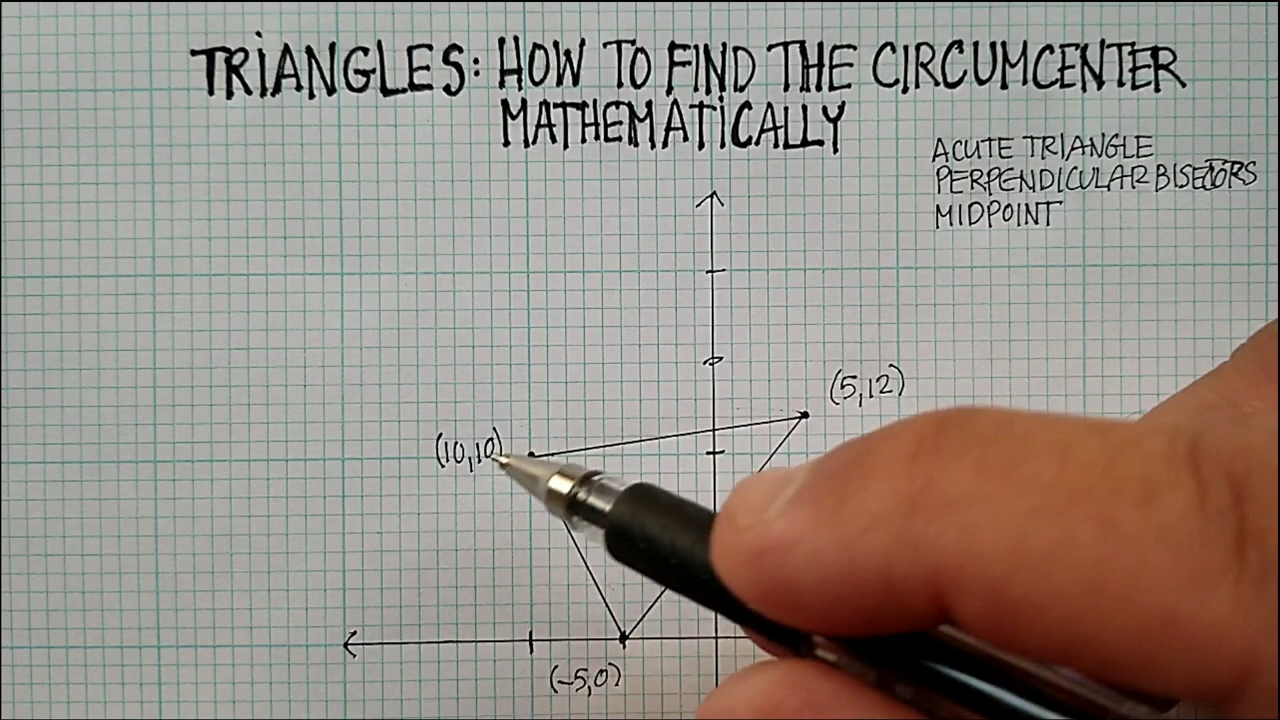 TRIANGLES: HOW TO FIND THE CIRCUMCENTER
MATHEMATICALLY
ACUTE TRIANGLE
PERPENDICULAR BISECTORS
MIDPOINT
(5,12)
(10,10)
(-5,0)